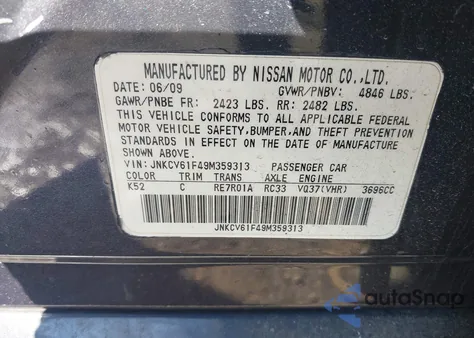 MANUFACTURED BY NISSAN MOTOR CO.,LTD.
DATE: 06/09 GVWR/PNBV: 4846 LBS.
GAWR/PNBE FR: 2423 LBS. RR: 2482 LBS.
THIS VEHICLE CONFORMS TO ALL APPLICABLE FEDERAL
MOTOR VEHICLE SAFETY, BUMPER, AND THEFT PREVENTION
STANDARDS IN EFFECT ON THE DATE OF MANUFACTURE
SHOWN ABOVE.
VIN: JNKCV61F49M359313 PASSENGER CAR
COLOR TRIM TRANS AXLE ENGINE
K52 C RE7R01A RC33 VQ37(VHR) 3696CC
JNKCV61F49M359313
autoSnap